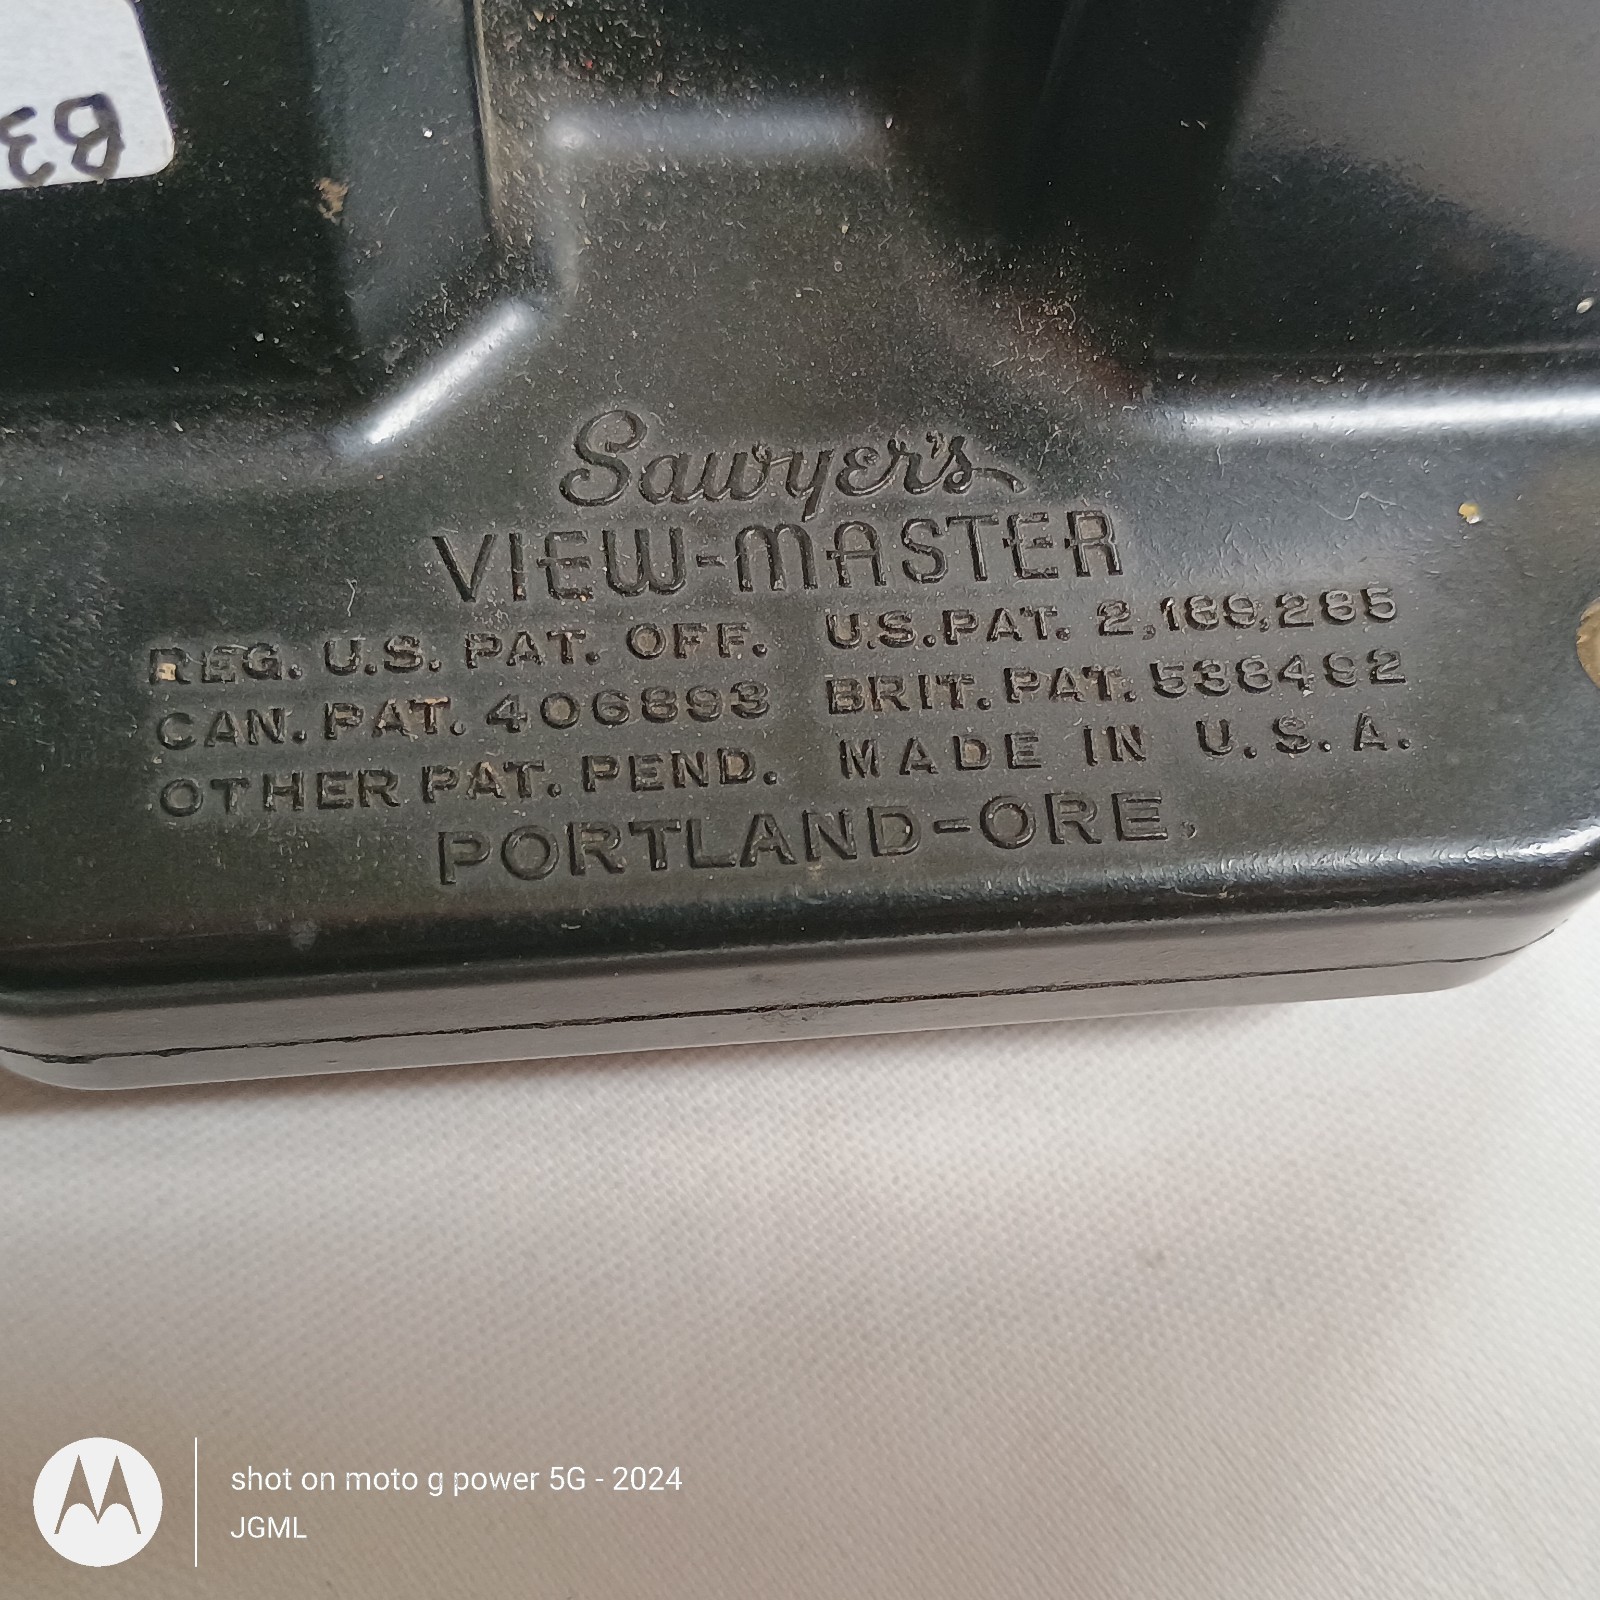 B3
Sawyer's
VIEW-MASTER
REG. U.S. PAT. OFF. U.S. PAT. 2,189,285
CAN. PAT. 406893 BRIT. PAT. 538492
OTHER PAT. PEND. MADE IN U.S.A.
PORTLAND-ORE.
shot on moto g power 5G - 2024
JGML